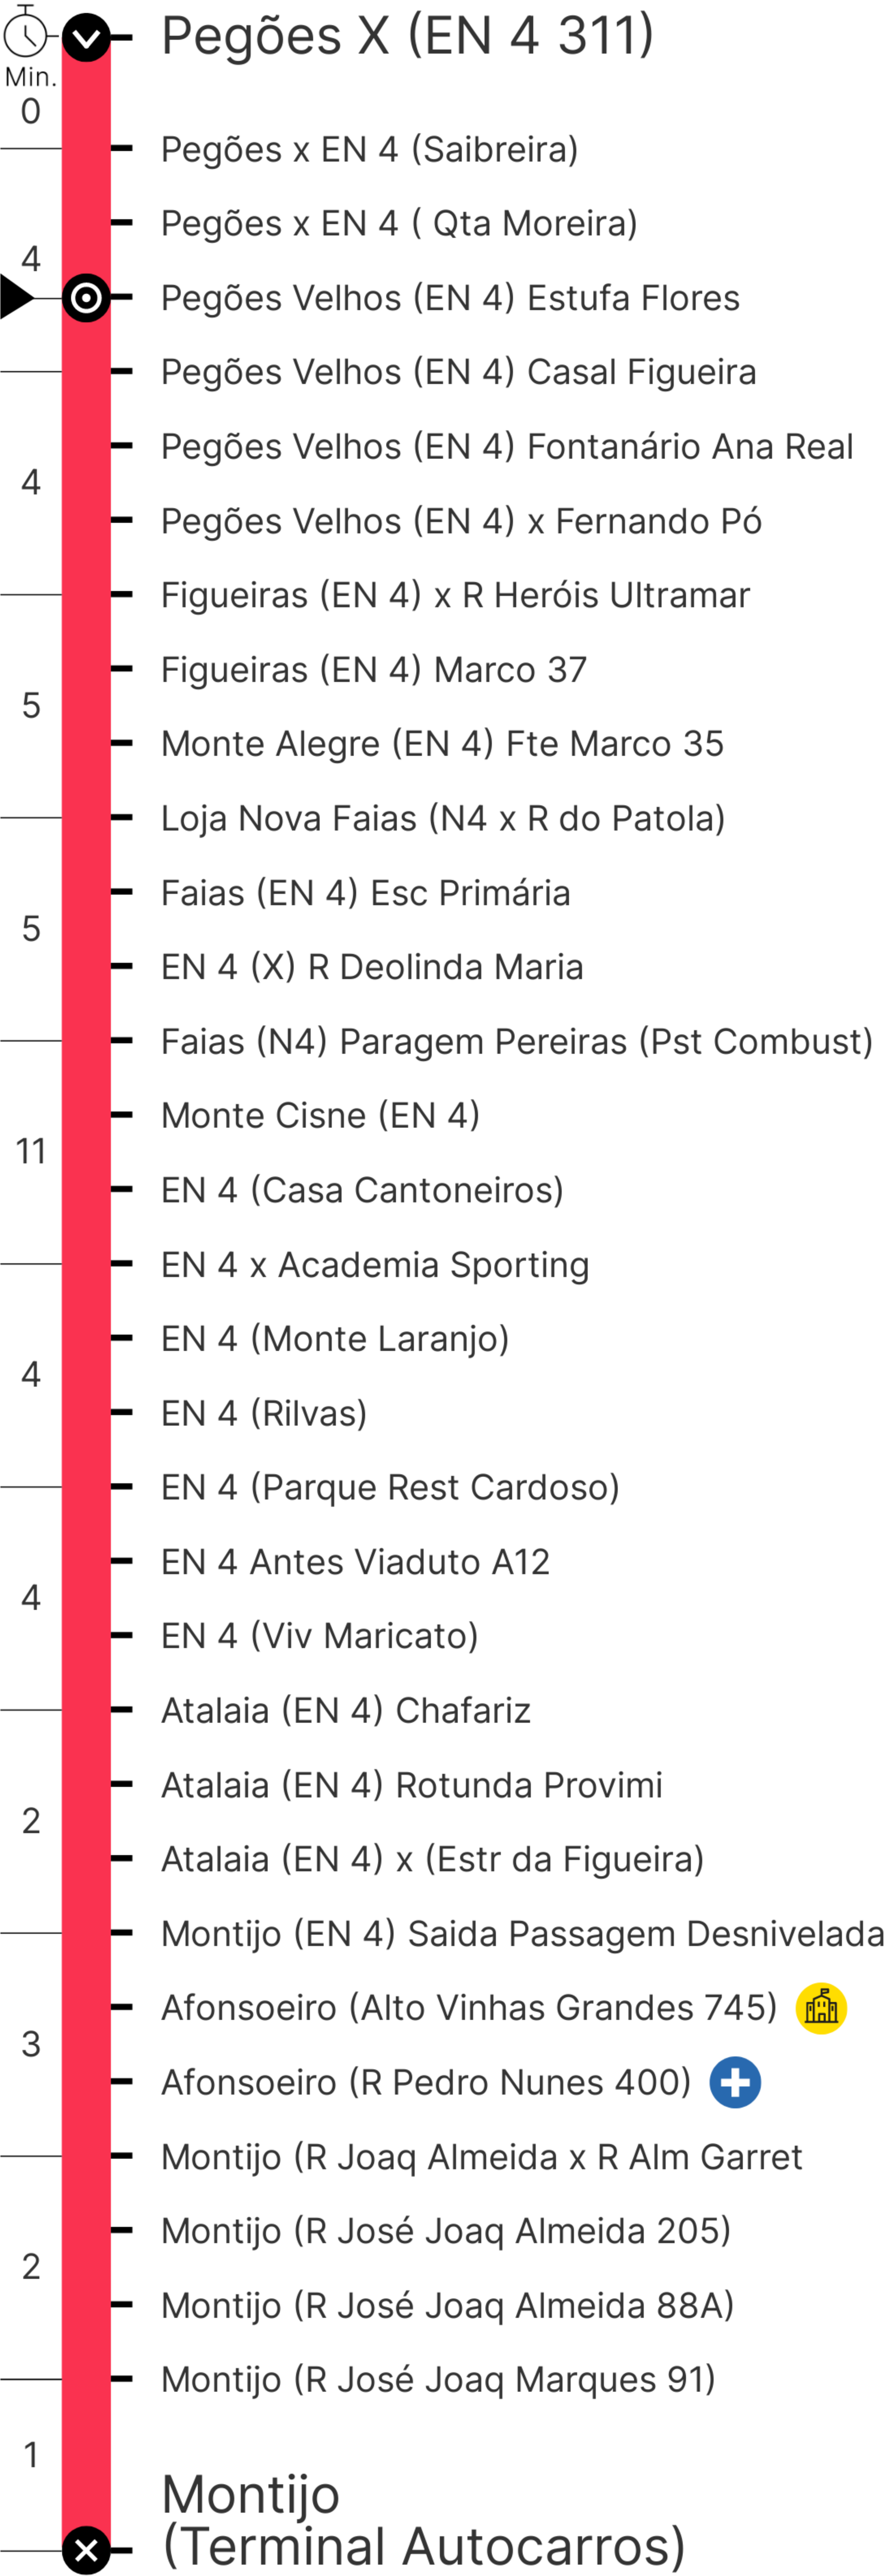 Pegões X (EN 4 311)
Min.
0
Pegões x EN 4 (Saibreira)
Pegões x EN 4 ( Qta Moreira)
4
Pegões Velhos (EN 4) Estufa Flores
Pegões Velhos (EN 4) Casal Figueira
Pegões Velhos (EN 4) Fontanário Ana Real
4
Pegões Velhos (EN 4) x Fernando Pó
Figueiras (EN 4) x R Heróis Ultramar
Figueiras (EN 4) Marco 37
5
Monte Alegre (EN 4) Fte Marco 35
Loja Nova Faias (N4 x R do Patola)
Faias (EN 4) Esc Primária
5
EN 4 (X) R Deolinda Maria
Faias (N4) Paragem Pereiras (Pst Combust)
Monte Cisne (EN 4)
11
EN 4 (Casa Cantoneiros)
EN 4 x Academia Sporting
EN 4 (Monte Laranjo)
4
EN 4 (Rilvas)
EN 4 (Parque Rest Cardoso)
EN 4 Antes Viaduto A12
4
EN 4 (Viv Maricato)
Atalaia (EN 4) Chafariz
Atalaia (EN 4) Rotunda Provimi
2
Atalaia (EN 4) x (Estr da Figueira)
Montijo (EN 4) Saida Passagem Desnivelada
Afonsoeiro (Alto Vinhas Grandes 745)
3
Afonsoeiro (R Pedro Nunes 400)
Montijo (R Joaq Almeida x R Alm Garret
Montijo (R José Joaq Almeida 205)
2
Montijo (R José Joaq Almeida 88A)
Montijo (R José Joaq Marques 91)
1
Montijo
(Terminal Autocarros)